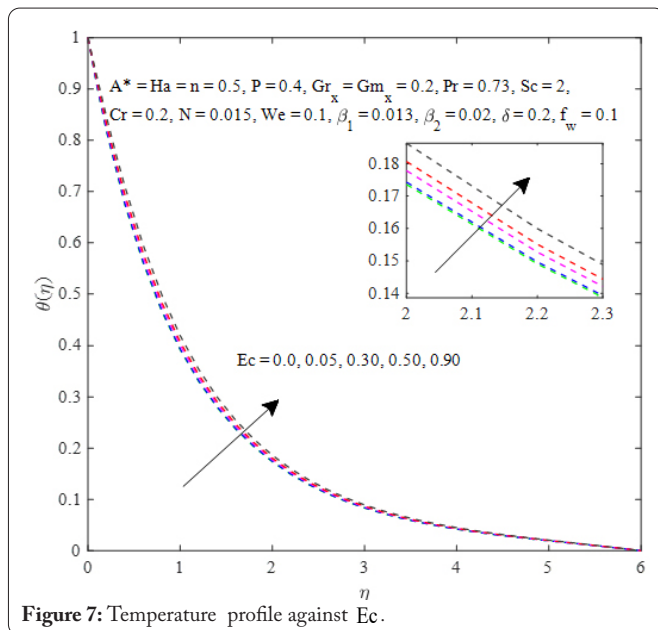 A* = Ha = n = 0.5, P = 0.4, Gr_x = Gm_x = 0.2, Pr = 0.73, Sc = 2,
Cr = 0.2, N = 0.015, We = 0.1, β_1 = 0.013, β_2 = 0.02, δ = 0.2, f_w = 0.1
1
0.9
0.8
0.7
0.6
0.5
0.4
0.3
0.2
0.1
0
θ(η)
0.18
0.17
0.16
0.15
0.14
2 2.1 2.2 2.3
Ec = 0.0, 0.05, 0.30, 0.50, 0.90
0 1 2 3 4 5 6
η
Figure 7: Temperature profile against Ec.